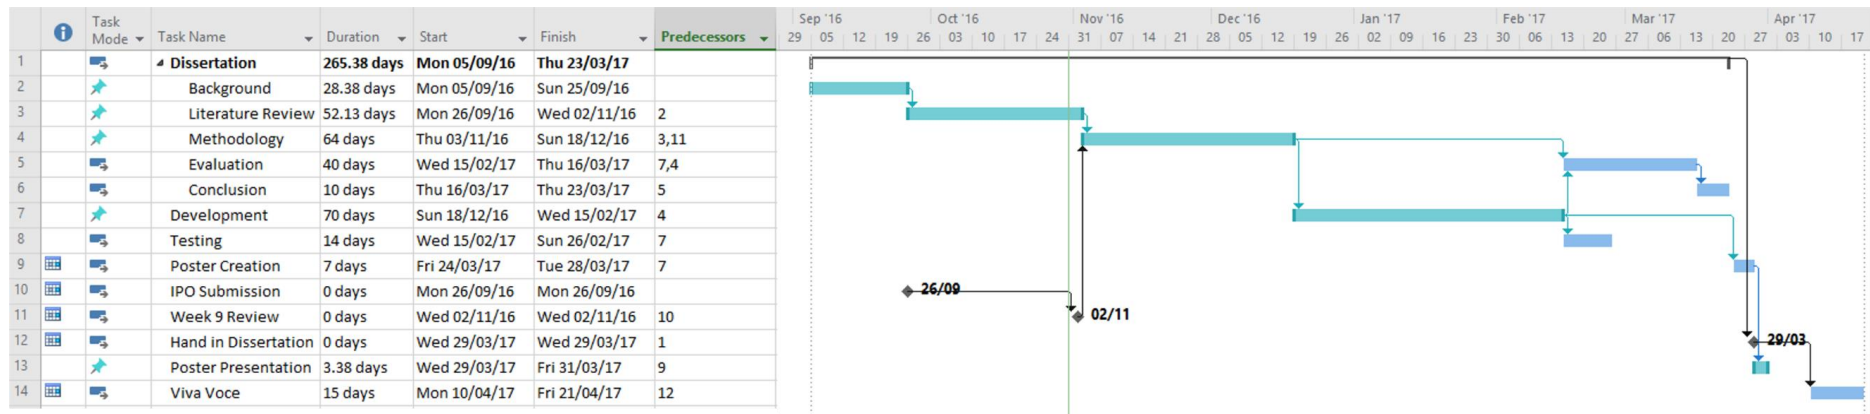 Task Mode Task Name Duration Start Finish Predecessors
Sep '16 Oct '16 Nov '16 Dec '16 Jan '17 Feb '17 Mar '17 Apr '17
29 05 12 19 26 03 10 17 24 31 07 14 21 28 05 12 19 26 02 09 16 23 30 06 13 20 27 06 13 20 27 03 10 17
1 Dissertation 265.38 days Mon 05/09/16 Thu 23/03/17
2 Background 28.38 days Mon 05/09/16 Sun 25/09/16
3 Literature Review 52.13 days Mon 26/09/16 Wed 02/11/16 2
4 Methodology 64 days Thu 03/11/16 Sun 18/12/16 3,11
5 Evaluation 40 days Wed 15/02/17 Thu 16/03/17 7,4
6 Conclusion 10 days Thu 16/03/17 Thu 23/03/17 5
7 Development 70 days Sun 18/12/16 Wed 15/02/17 4
8 Testing 14 days Wed 15/02/17 Sun 26/02/17 7
9 Poster Creation 7 days Fri 24/03/17 Tue 28/03/17 7
10 IPO Submission 0 days Mon 26/09/16 Mon 26/09/16 26/09
11 Week 9 Review 0 days Wed 02/11/16 Wed 02/11/16 10 02/11
12 Hand in Dissertation 0 days Wed 29/03/17 Wed 29/03/17 1 29/03
13 Poster Presentation 3.38 days Wed 29/03/17 Fri 31/03/17 9
14 Viva Voce 15 days Mon 10/04/17 Fri 21/04/17 12